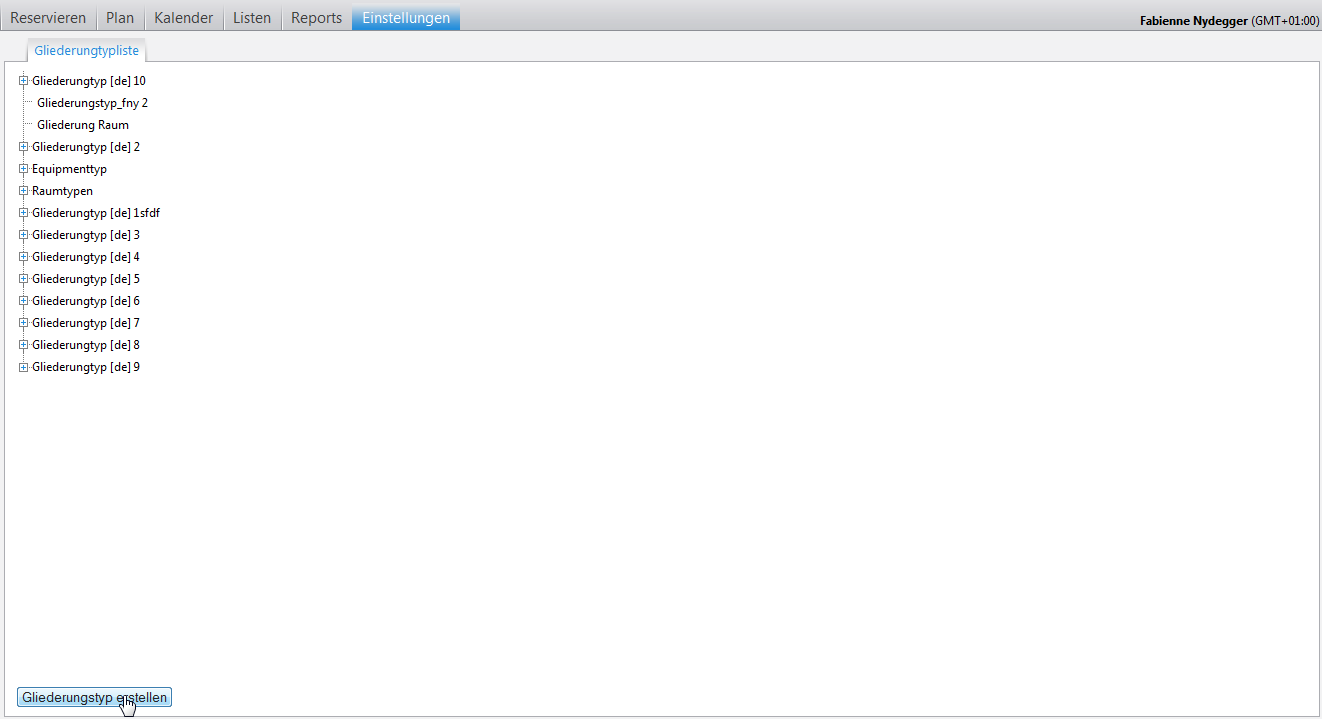 Reservieren Plan Kalender Listen Reports Einstellungen Fabienne Nydegger (GMT+01:00)
Gliederungtypliste
Gliederungtyp [de] 10
Gliederungstyp_fny 2
Gliederung Raum
Gliederungtyp [de] 2
Equipmenttyp
Raumtypen
Gliederungtyp [de] 1sfdf
Gliederungtyp [de] 3
Gliederungtyp [de] 4
Gliederungtyp [de] 5
Gliederungtyp [de] 6
Gliederungtyp [de] 7
Gliederungtyp [de] 8
Gliederungtyp [de] 9
Gliederungstyp erstellen